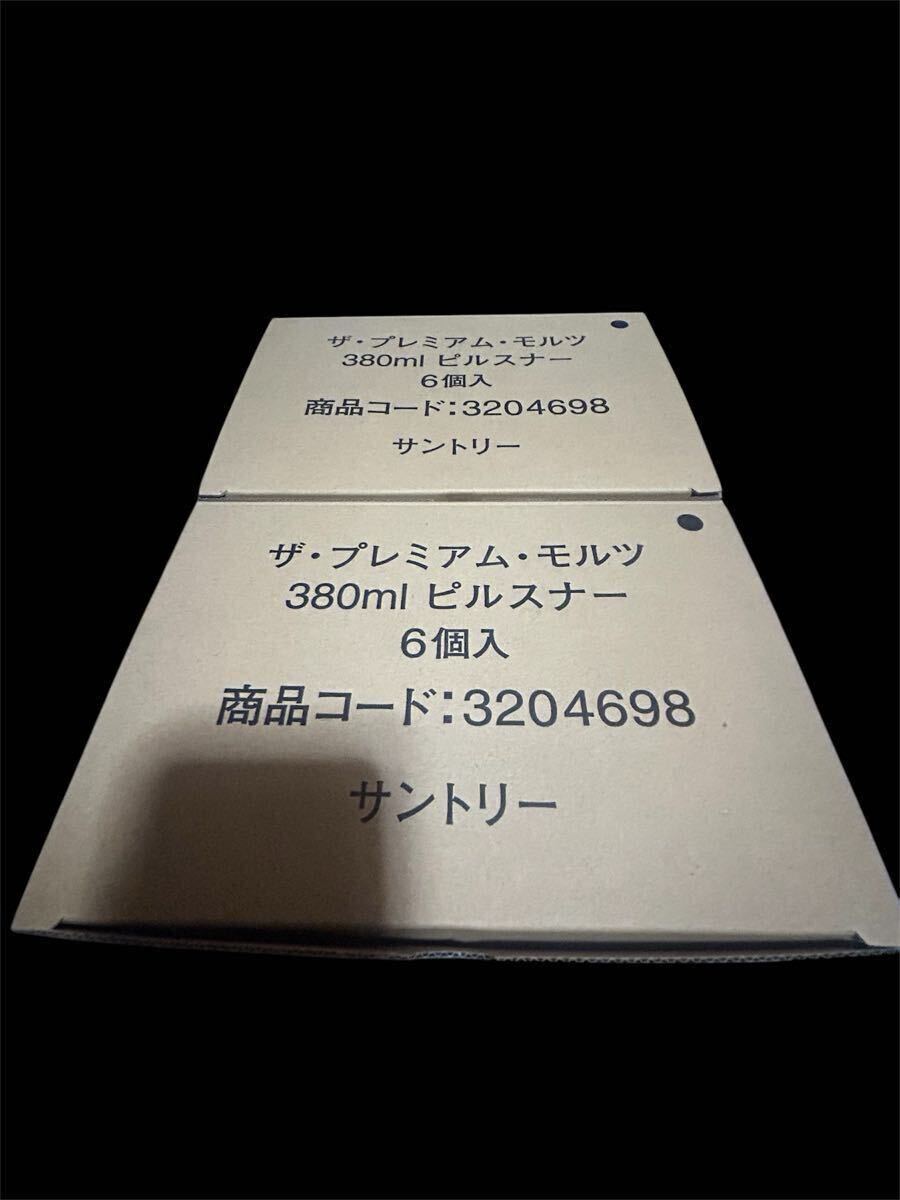 ザ・プレミアム・モルツ
380ml ピルスナー
6個入
商品コード：3204698
サントリー
ザ・プレミアム・モルツ
380ml ピルスナー
6個入
商品コード：3204698
サントリー